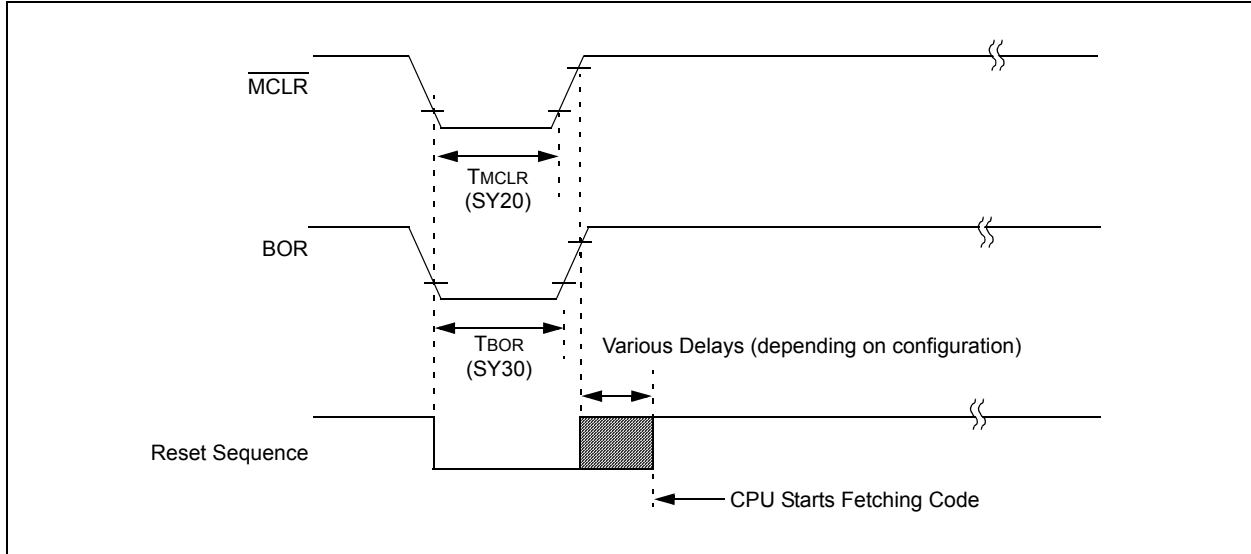 MCLR
TMCLR
(SY20)
BOR
TBOR
(SY30)
Various Delays (depending on configuration)
Reset Sequence
CPU Starts Fetching Code